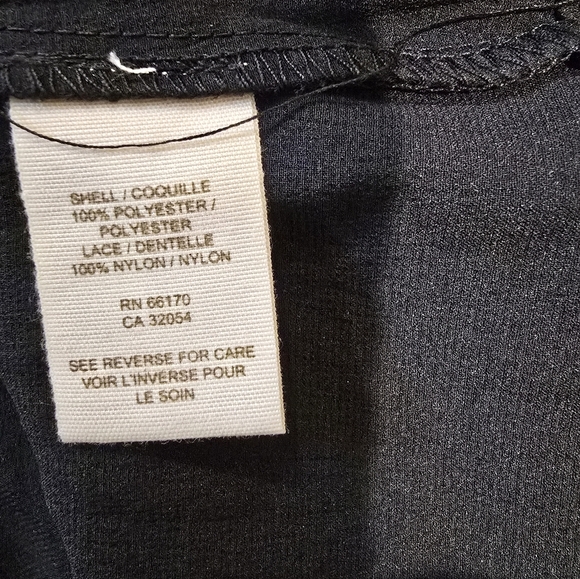 SHELL / COQUILLE
100% POLYESTER /
POLYESTER
LACE / DENTELLE
100% NYLON / NYLON
RN 66170
CA 32054
SEE REVERSE FOR CARE
VOIR L'INVERSE POUR
LE SOIN